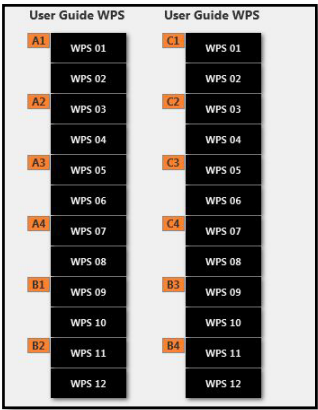 User Guide WPS
A1 WPS 01
WPS 02
A2 WPS 03
WPS 04
A3 WPS 05
WPS 06
A4 WPS 07
WPS 08
B1 WPS 09
WPS 10
B2 WPS 11
WPS 12
User Guide WPS
C1 WPS 01
WPS 02
C2 WPS 03
WPS 04
C3 WPS 05
WPS 06
C4 WPS 07
WPS 08
B3 WPS 09
WPS 10
B4 WPS 11
WPS 12